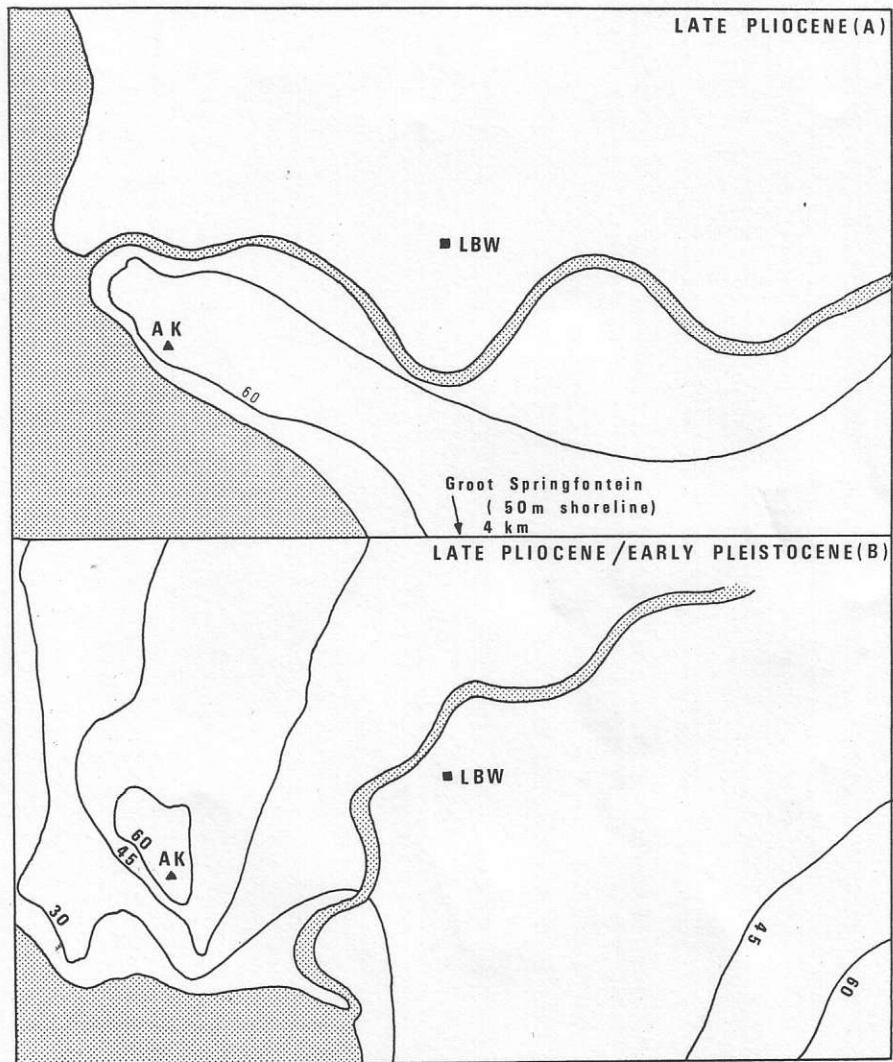 LATE PLIOCENE(A)
LBW
AK
60
Groot Springfontein
( 50m shoreline)
4 km
LATE PLIOCENE/EARLY PLEISTOCENE(B)
LBW
60
45
AK
30
45
60